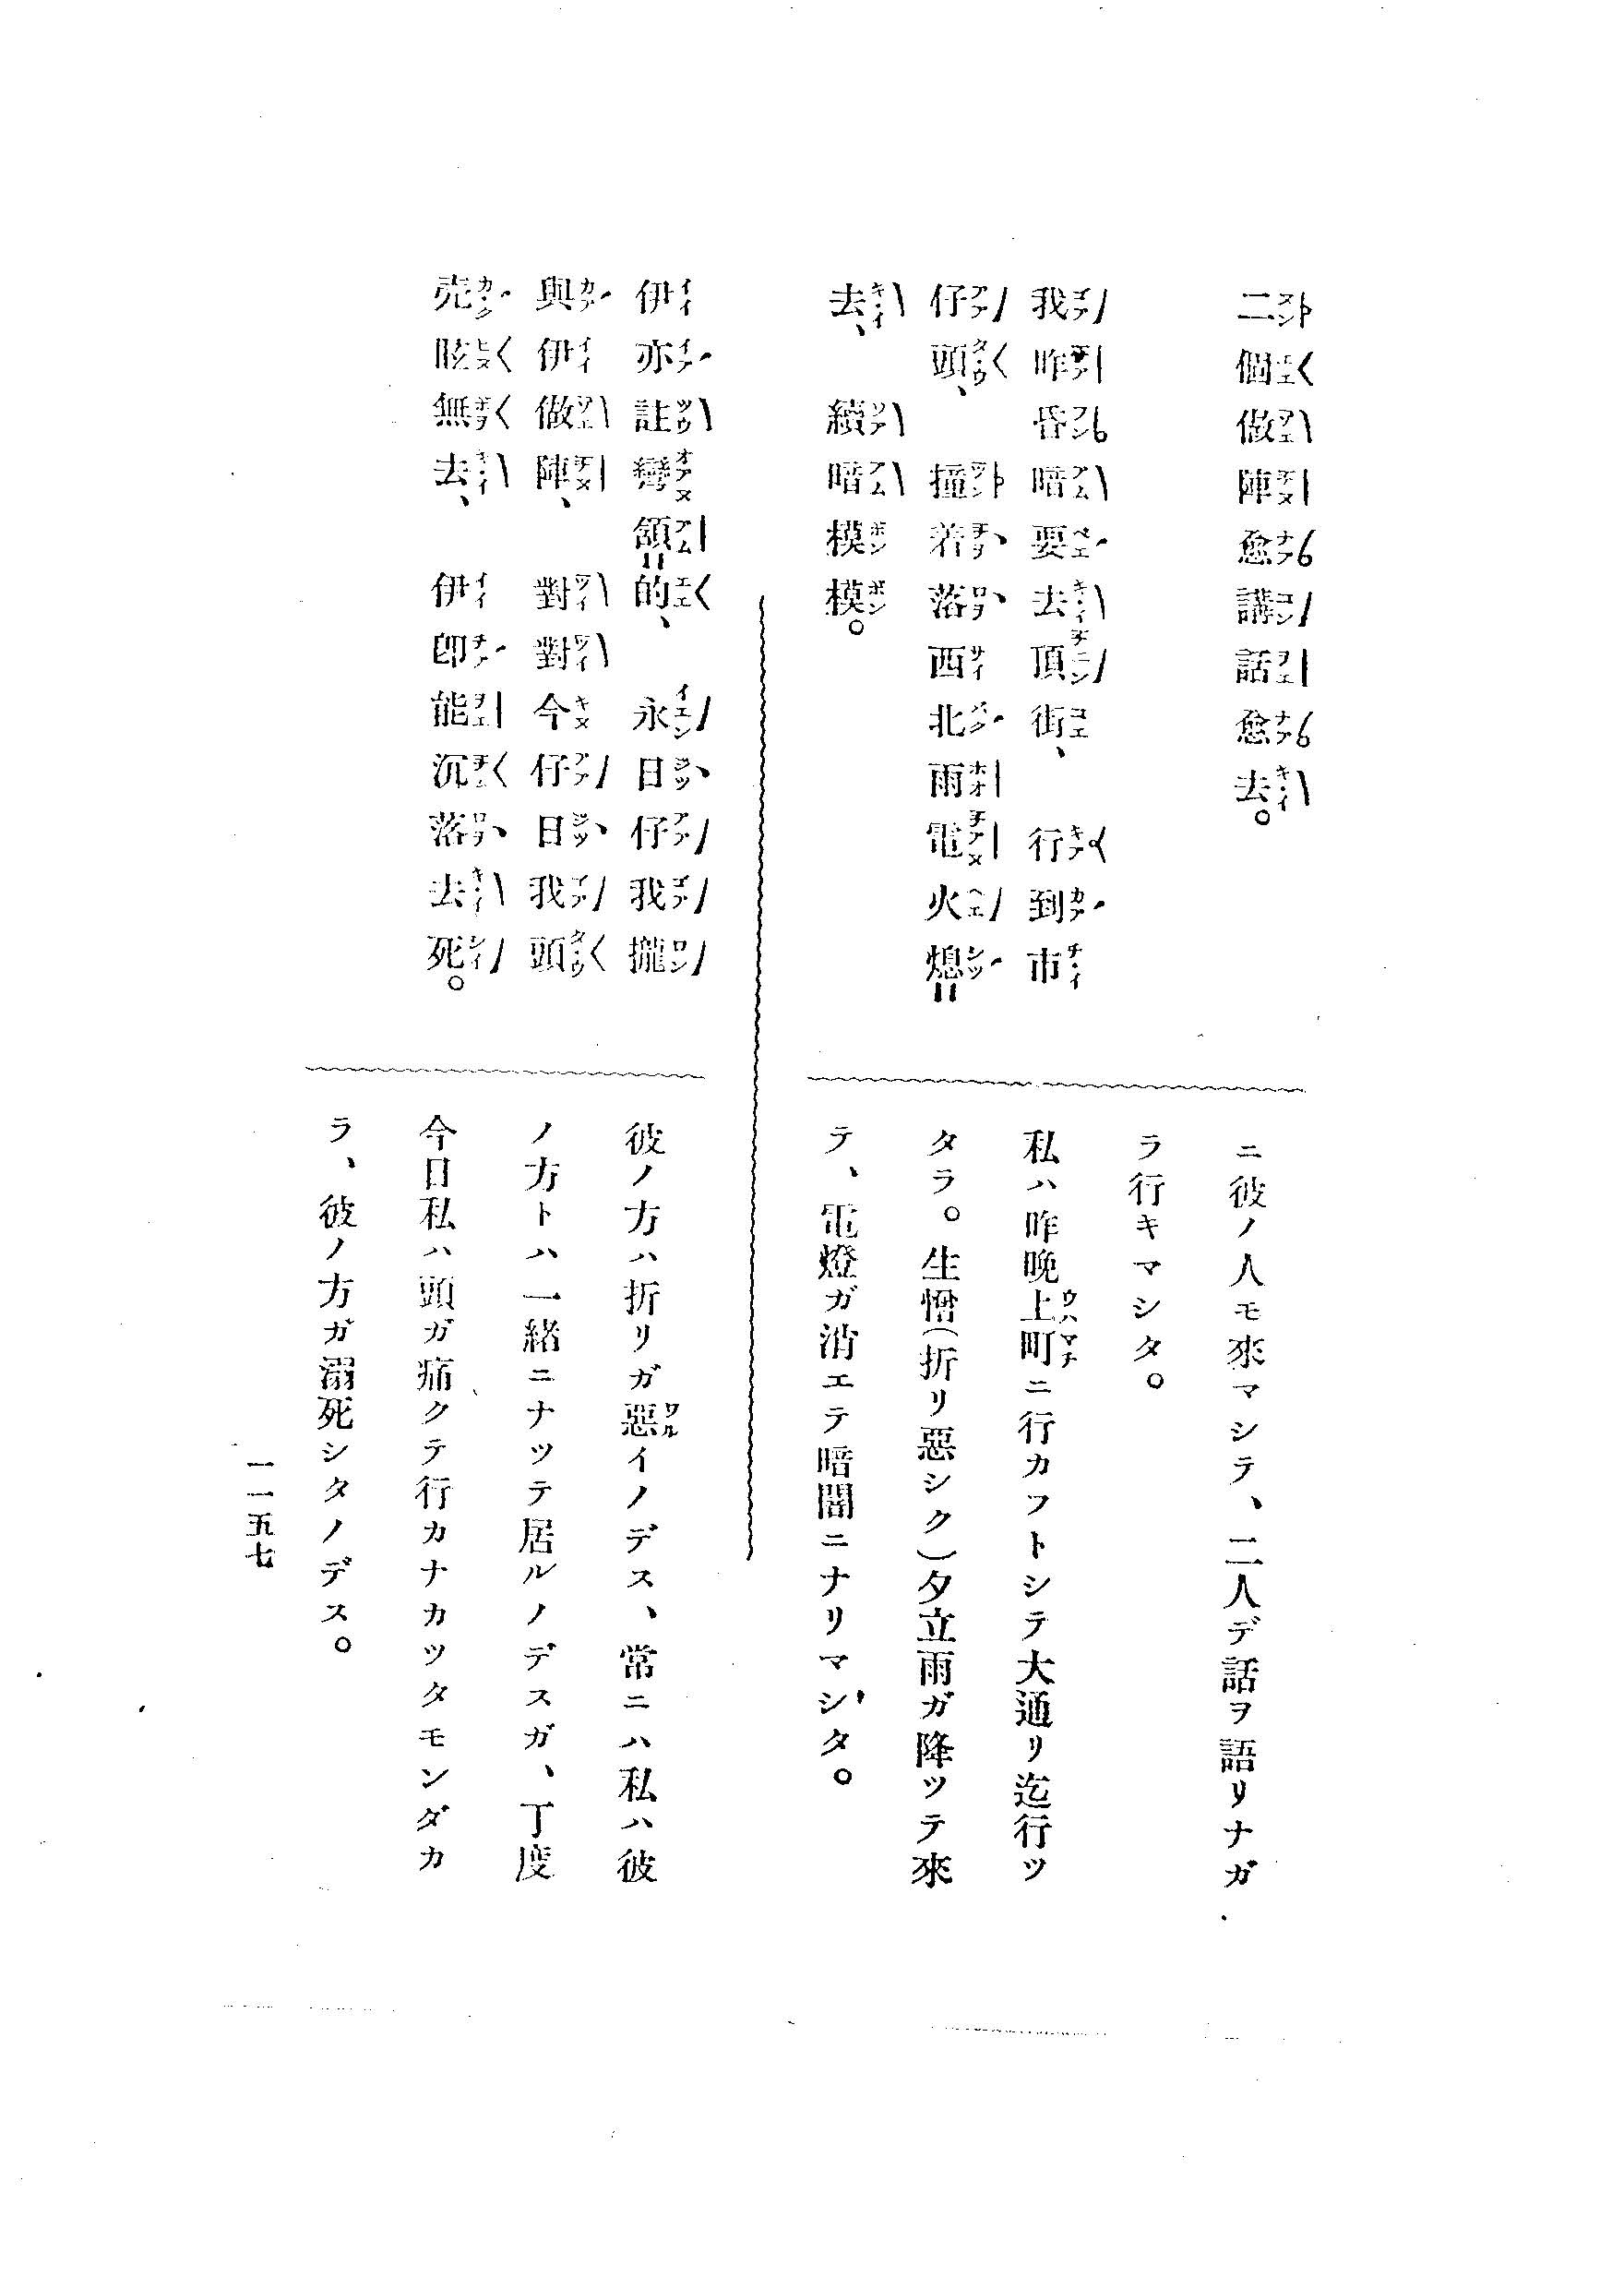 二個做陣愈講話愈去。
我昨昏暗要去頂街、行到市
仔頭、撞着落西北雨電火熄〓
去、續暗模模。
ニ彼ノ人モ來マシテ、二人デ話ヲ語リナガ
ラ行キマシタ。
私ハ昨晩上町ニ行カフトシテ大通リ迄行ツ
タラ。生憎(折リ惡シク)夕立雨ガ降ツテ來
テ、電燈ガ消エテ暗闇ニナリマシタ。
伊亦註彎頷〓的、永日仔我攏
與伊做陣、對對今仔日我頭
殼眩無去、伊卽能沉落去死。
彼ノ方ハ折リガ惡イノデス、常ニハ私ハ彼
ノ方トハ一緒ニナッテ居ルノデスガ、丁度
今日私ハ頭ガ痛クテ行カナカッタモンダカ
ラ、彼ノ方ガ溺死シタノデス。
一一五七